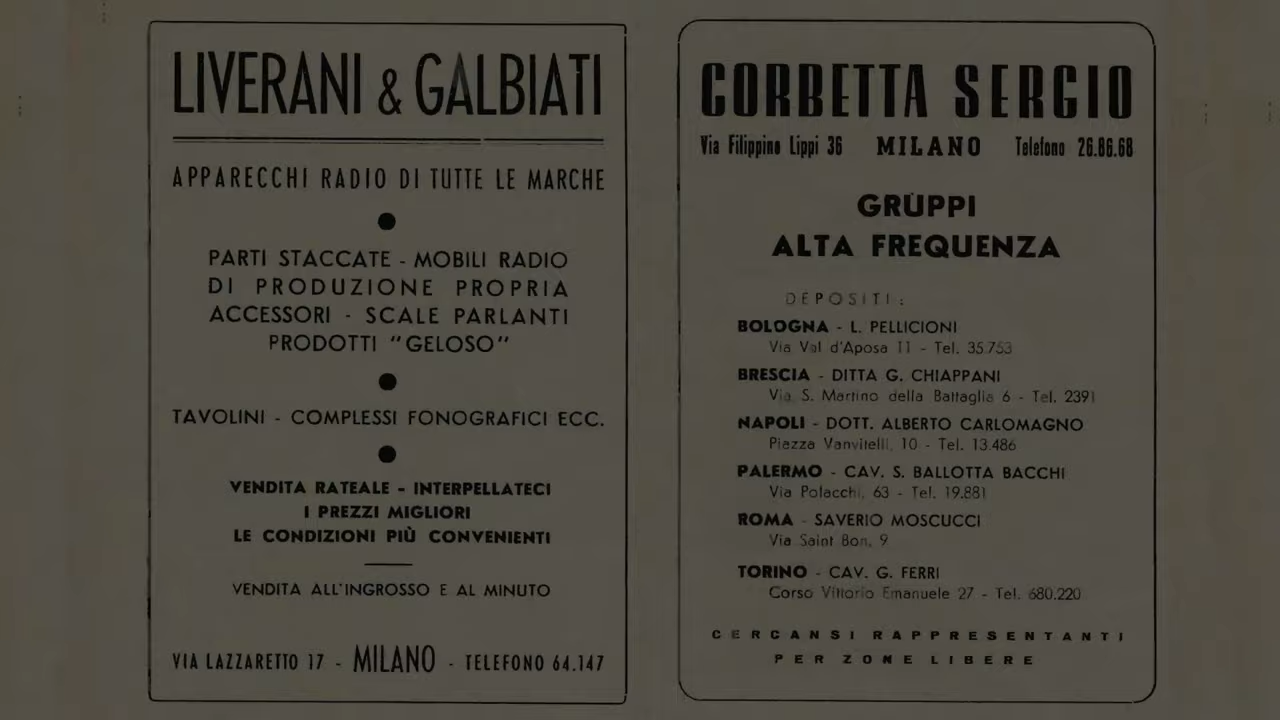 LIVERANI & GALBIATI
APPARECCHI RADIO DI TUTTE LE MARCHE
PARTI STACCATE - MOBILI RADIO
DI PRODUZIONE PROPRIA
ACCESSORI - SCALE PARLANTI
PRODOTTI "GELOSO"
TAVOLINI - COMPLESSI FONOGRAFICI ECC.
VENDITA RATEALE - INTERPELLATECI
I PREZZI MIGLIORI
LE CONDIZIONI PIÙ CONVENIENTI
VENDITA ALL'INGROSSO E AL MINUTO
VIA LAZZARETTO 17 - MILANO - TELEFONO 64.147
CORBETTA SERGIO
Via Filippino Lippi 36 MILANO Telefono 26.86.68
GRUPPI
ALTA FREQUENZA
DEPOSITI:
BOLOGNA - L. PELLICIONI
Via Val d'Aposa 11 - Tel. 35.753
BRESCIA - DITTA G. CHIAPPANI
Via S. Martino della Battaglia 6 - Tel. 2391
NAPOLI - DOTT. ALBERTO CARLOMAGNO
Piazza Vanvitelli, 10 - Tel. 13.486
PALERMO - CAV. S. BALLOTTA BACCHI
Via Polacchi, 63 - Tel. 19.881
ROMA - SAVERIO MOSCUCCI
Via Saint Bon, 9
TORINO - CAV. G. FERRI
Corso Vittorio Emanuele 27 - Tel. 680.220
CERCANSI RAPPRESENTANTI
PER ZONE LIBERE